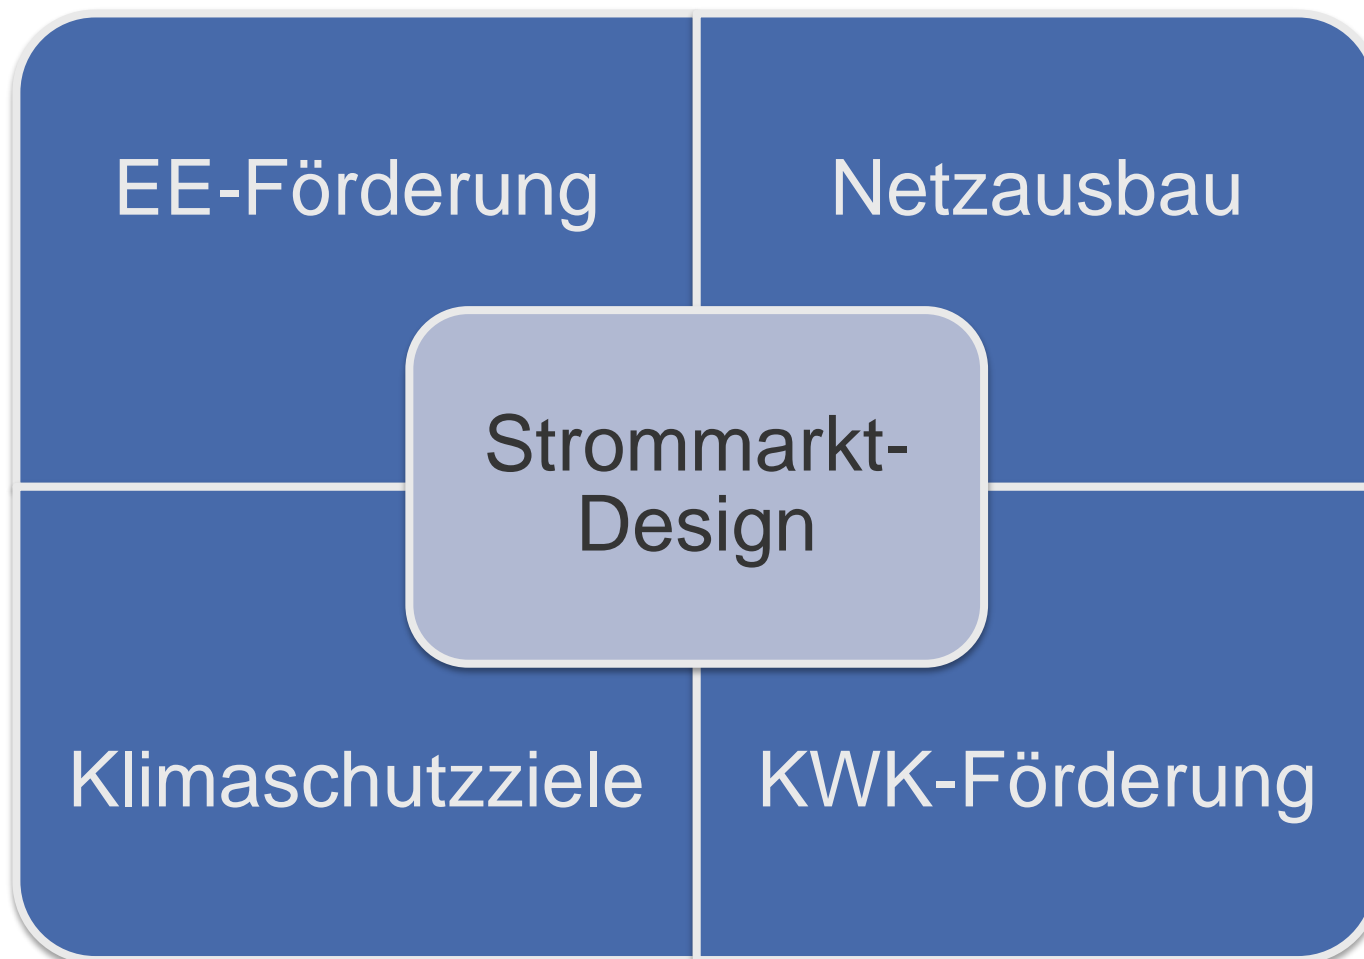 EE-Förderung
Netzausbau
Strommarkt-
Design
Klimaschutzziele
KWK-Förderung